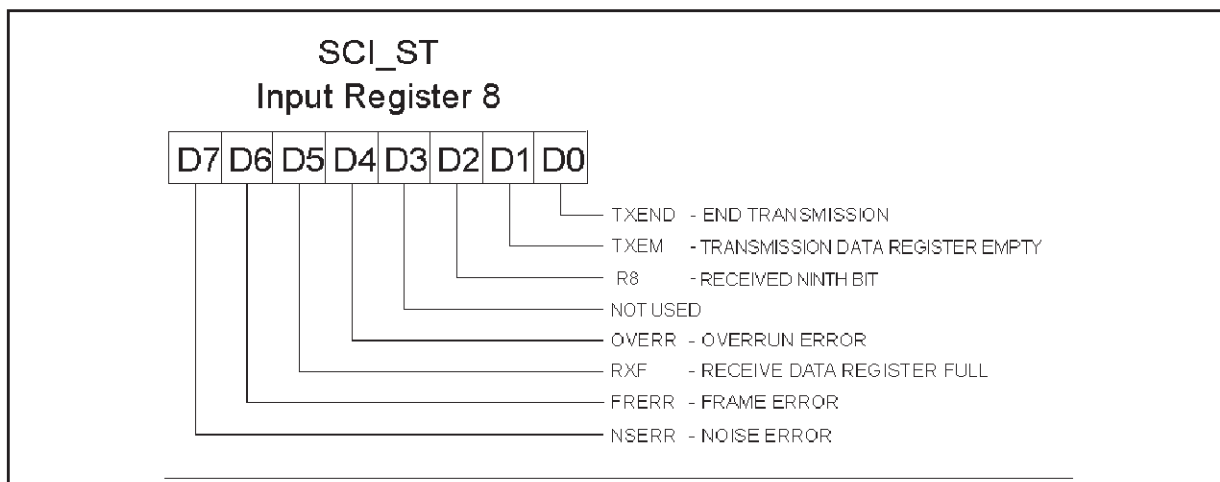 SCI_ST
Input Register 8
D7 D6 D5 D4 D3 D2 D1 D0
TXEND - END TRANSMISSION
TXEM - TRANSMISSION DATA REGISTER EMPTY
R8 - RECEIVED NINTH BIT
NOT USED
OVERR - OVERRUN ERROR
RXF - RECEIVE DATA REGISTER FULL
FRERR - FRAME ERROR
NSERR - NOISE ERROR